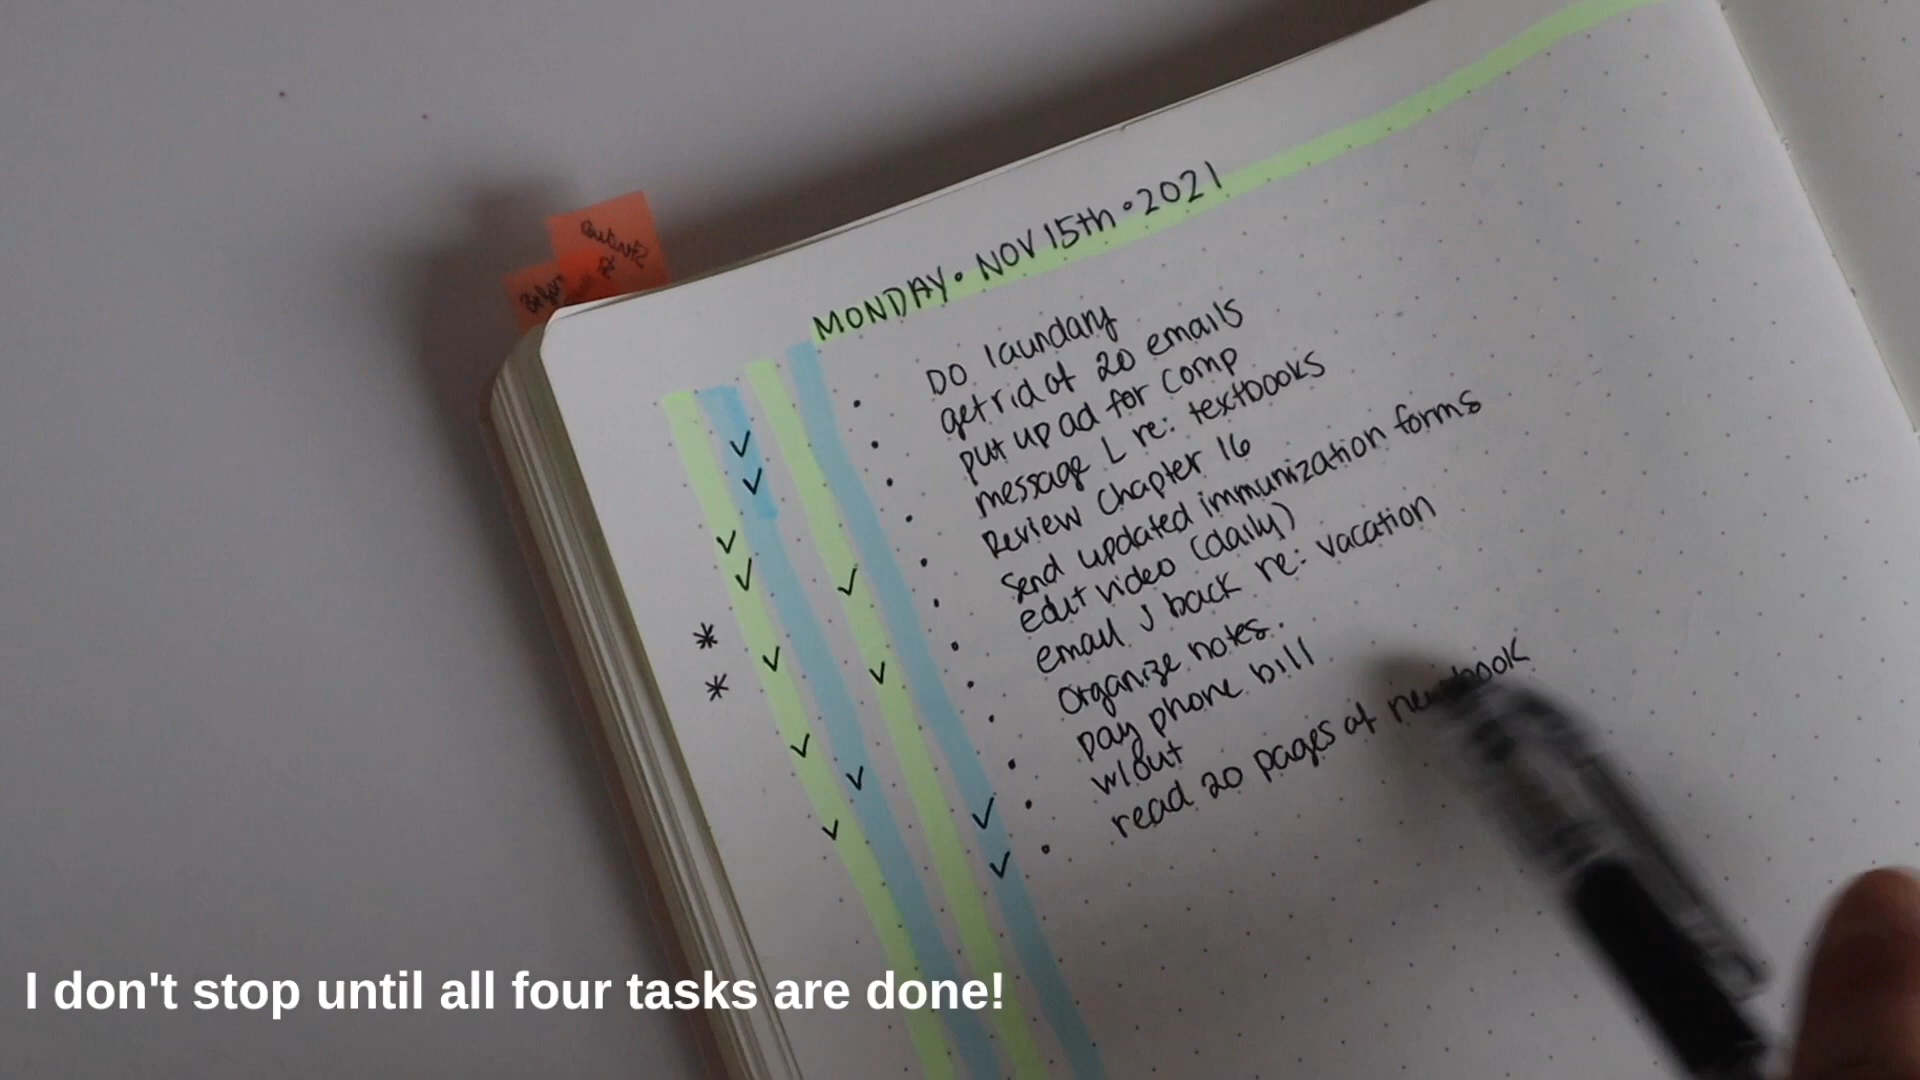 MONDAY • NOV 15th • 2021
• DO laundary
• get rid of 20 emails
• put up ad for comp
• message L re: textbooks
• Review Chapter 16
• Send updated immunization forms
• edit video (daily)
• email J back re: vacation
• Organize notes.
• pay phone bill
• w/out
• read 20 pages of new book
I don't stop until all four tasks are done!